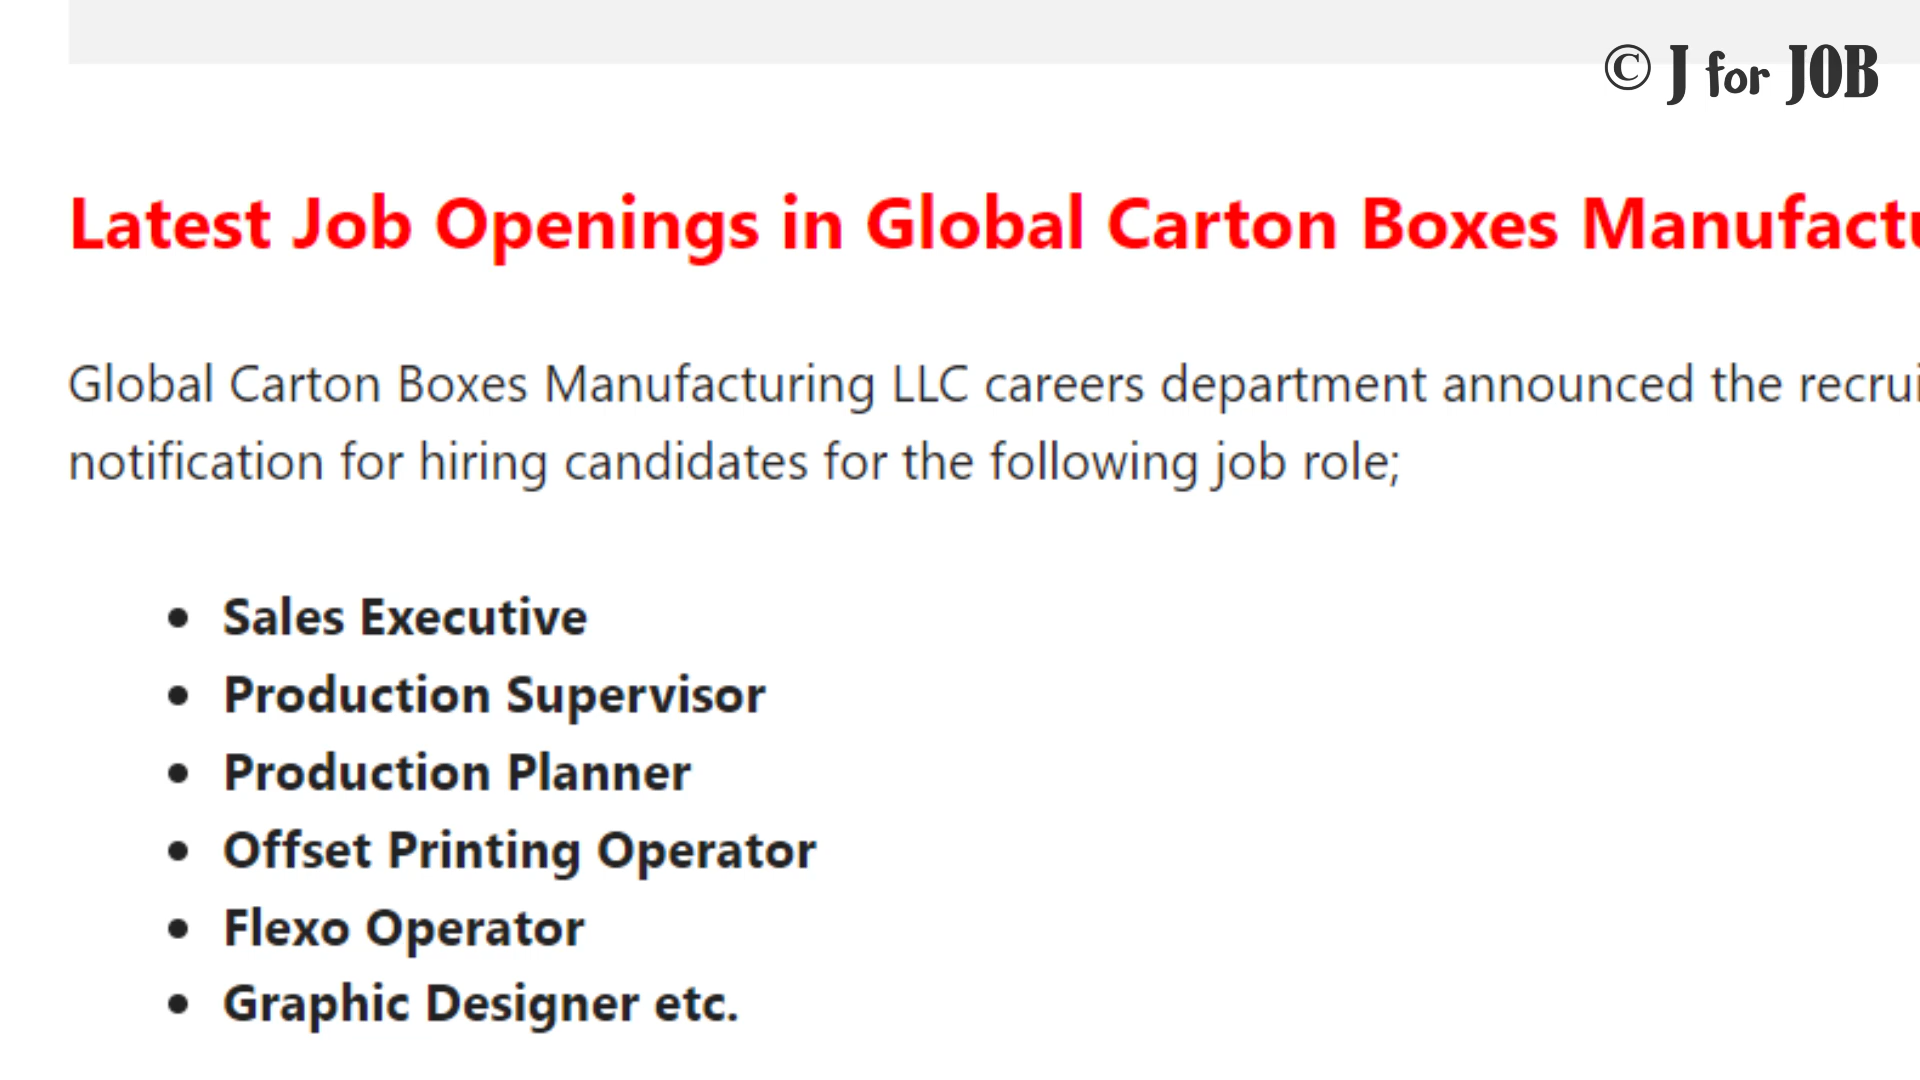 © J for JOB
Latest Job Openings in Global Carton Boxes
Global Carton Boxes Manufacturing LLC careers department announced the
notification for hiring candidates for the following job role;
• Sales Executive
• Production Supervisor
• Production Planner
• Offset Printing Operator
• Flexo Operator
• Graphic Designer etc.